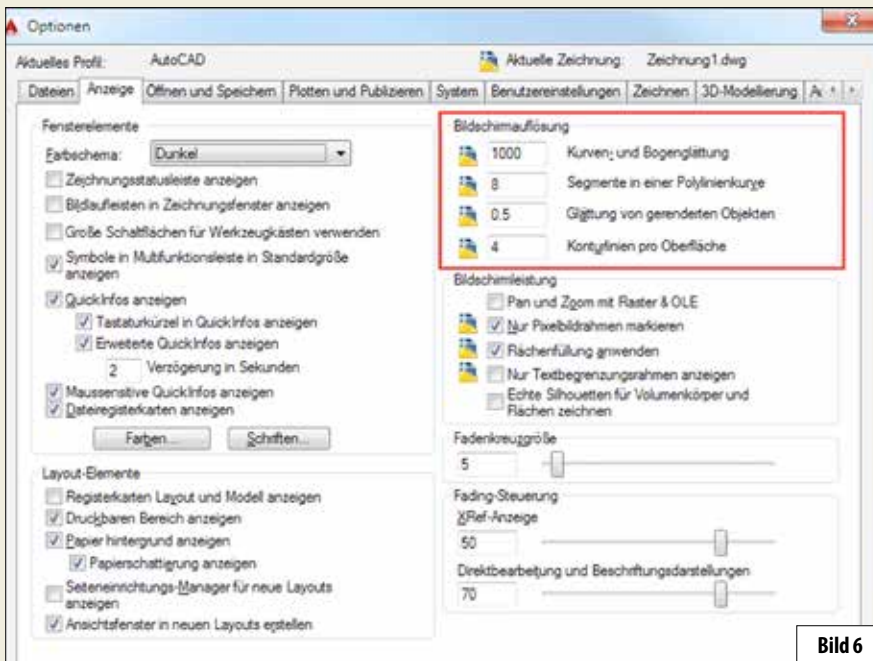 Optionen
Aktuelles Profil: AutoCAD Aktuelle Zeichnung: Zeichnung1.dwg
Dateien Anzeige Öffnen und Speichern Plotten und Publizieren System Benutzereinstellungen Zeichnen 3D-Modellierung
Fensterelemente
Farbschema: Dunkel
Zeichnungsstatusleiste anzeigen
Bildlaufleisten in Zeichnungsfenster anzeigen
Große Schaltflächen für Werkzeugkästen verwenden
Symbole in Multifunktionsleiste in Standardgröße
anzeigen
QuickInfos anzeigen
Tastaturkürzel in QuickInfos anzeigen
Erweiterte QuickInfos anzeigen
2 Verzögerung in Sekunden
Maussensitive QuickInfos anzeigen
Dateiregisterkarten anzeigen
Farben... Schriften...
Layout-Elemente
Registerkarten Layout und Modell anzeigen
Druckbaren Bereich anzeigen
Papier hintergrund anzeigen
Papierschattierung anzeigen
Seiteneinrichtungs-Manager für neue Layouts
anzeigen
Ansichtsfenster in neuen Layouts erstellen
Bildschirmauflösung
1000 Kurven- und Bogenglättung
8 Segmente in einer Polylinienkurve
0.5 Glättung von gerenderten Objekten
4 Konturlinien pro Oberfläche
Bildschirmleistung
Pan und Zoom mit Raster & OLE
Nur Pixelbildrahmen markieren
Flächenfüllung anwenden
Nur Textbegrenzungsrahmen anzeigen
Echte Silhouetten für Volumenkörper und
Flächen zeichnen
Fadenkreuzgröße
5
Fading-Steuerung
XRef-Anzeige
50
Direktbearbeitung und Beschriftungsdarstellungen
70
Bild 6